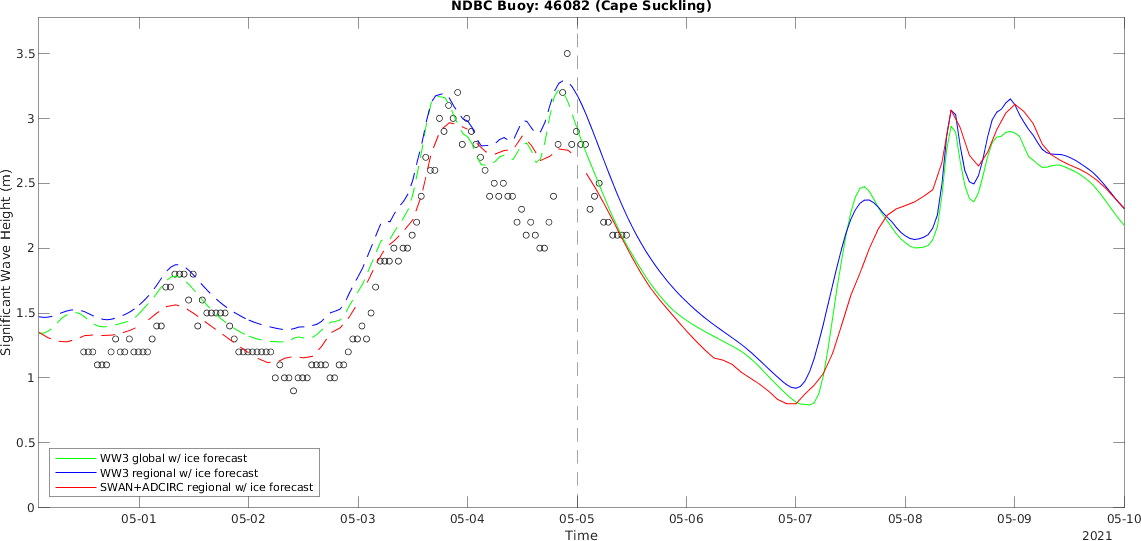 NDBC Buoy: 46082 (Cape Suckling)
3.5
3
2.5
2
1.5
1
0.5
0
Significant Wave Height (m)
WW3 global w/ ice forecast
WW3 regional w/ ice forecast
SWAN+ADCIRC regional w/ ice forecast
05-01 05-02 05-03 05-04 05-05 05-06 05-07 05-08 05-09 05-10
Time
2021